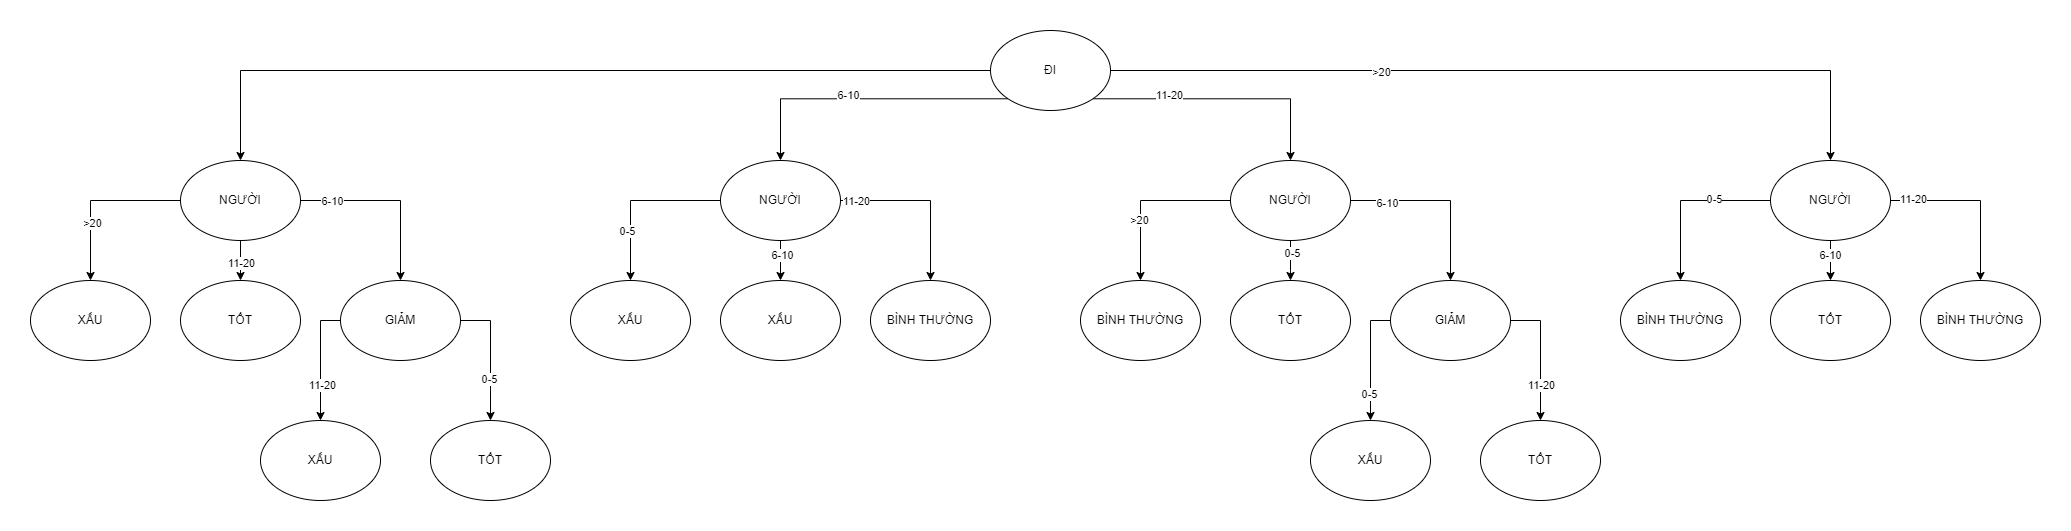 ĐI
>20
6-10
11-20
NGƯỜI
NGƯỜI
NGƯỜI
NGƯỜI
>20
6-10
11-20
0-5
11-20
6-10
>20
6-10
0-5
0-5
11-20
6-10
XẤU
TỐT
GIẢM
XẤU
XẤU
BÌNH THƯỜNG
BÌNH THƯỜNG
TỐT
GIẢM
BÌNH THƯỜNG
TỐT
BÌNH THƯỜNG
11-20
0-5
0-5
11-20
XẤU
TỐT
XẤU
TỐT